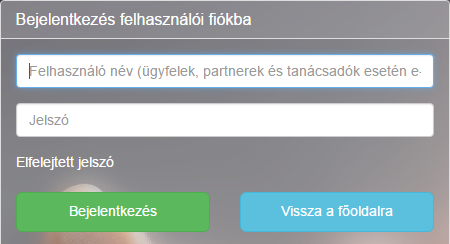 Bejelentkezés felhasználói fiókba
Felhasználó név (ügyfelek, partnerek és tanácsadók esetén e-
Jelszó
Elfelejtett jelszó
Bejelentkezés
Vissza a főoldalra